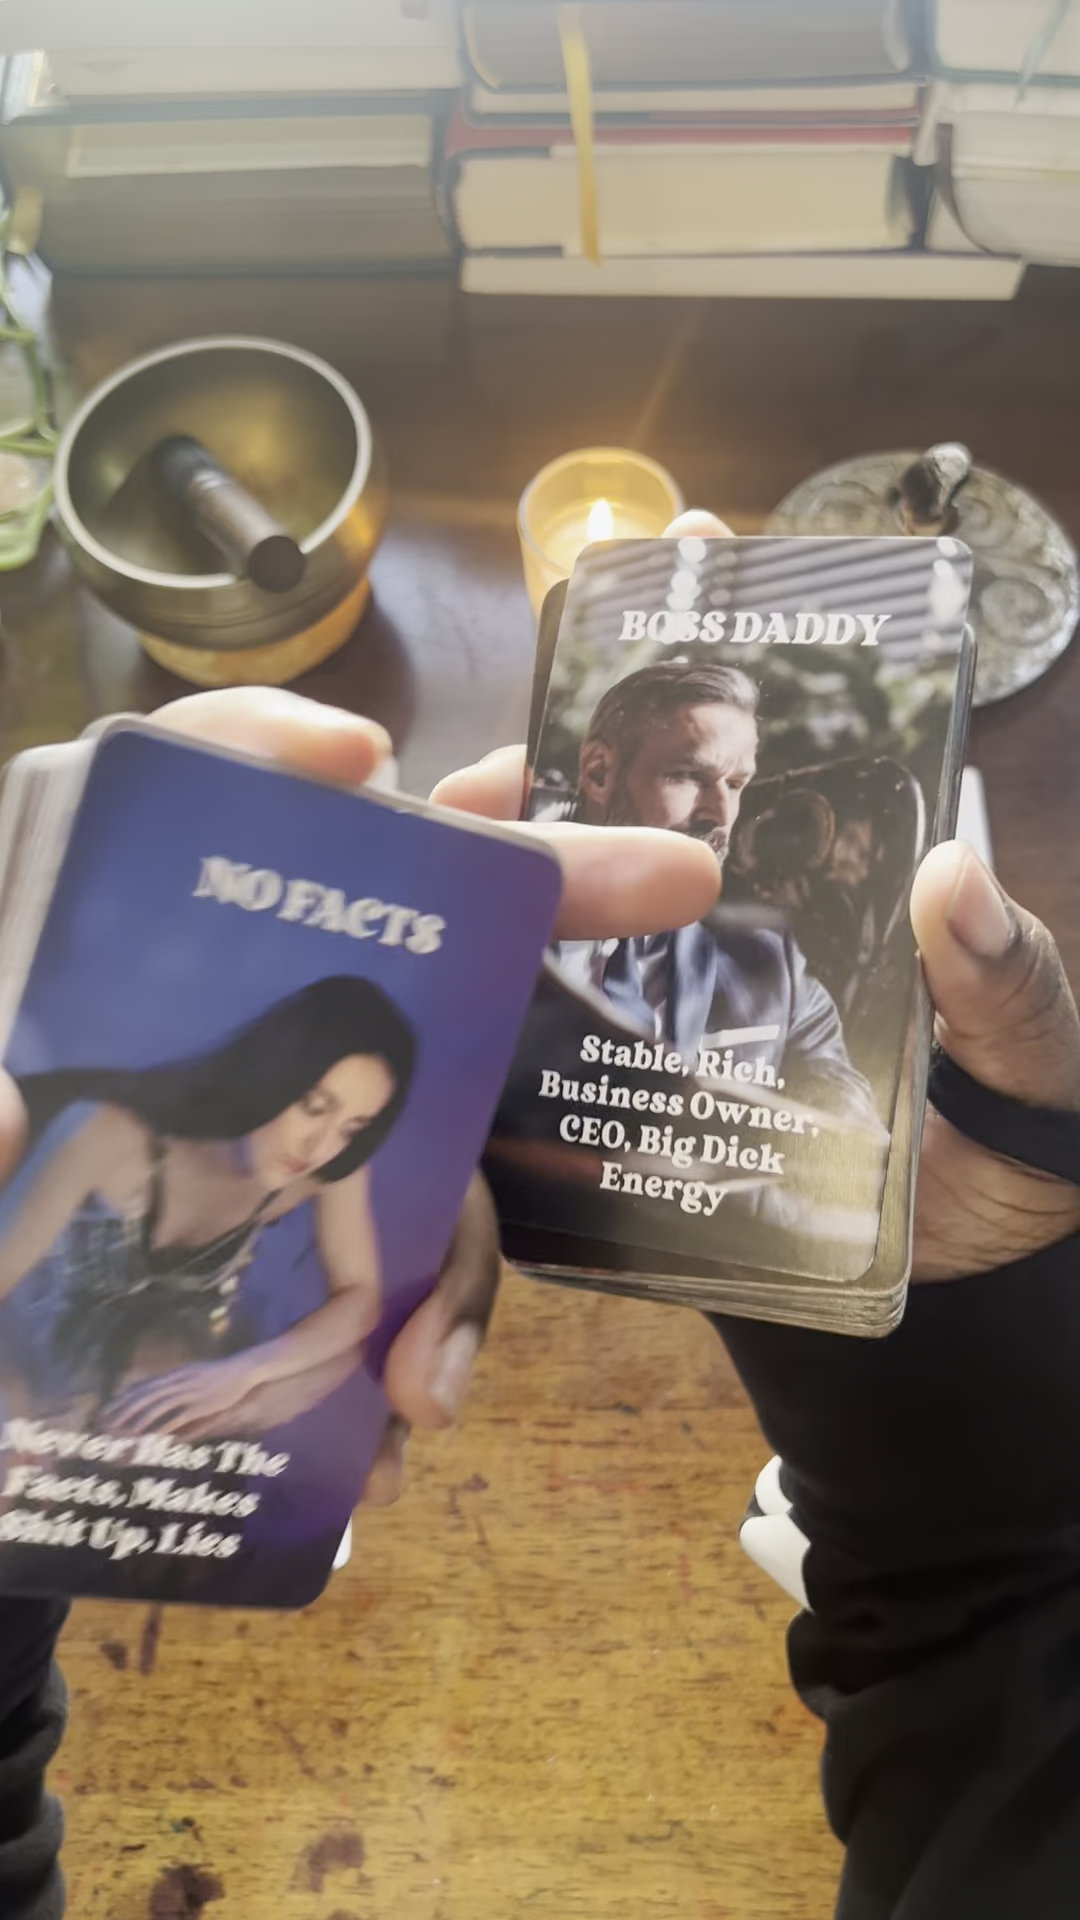 BOSS DADDY
Stable, Rich,
Business Owner,
CEO, Big Dick
Energy
NO FACTS
Never Has The
Facts, Makes
Shit Up, Lies